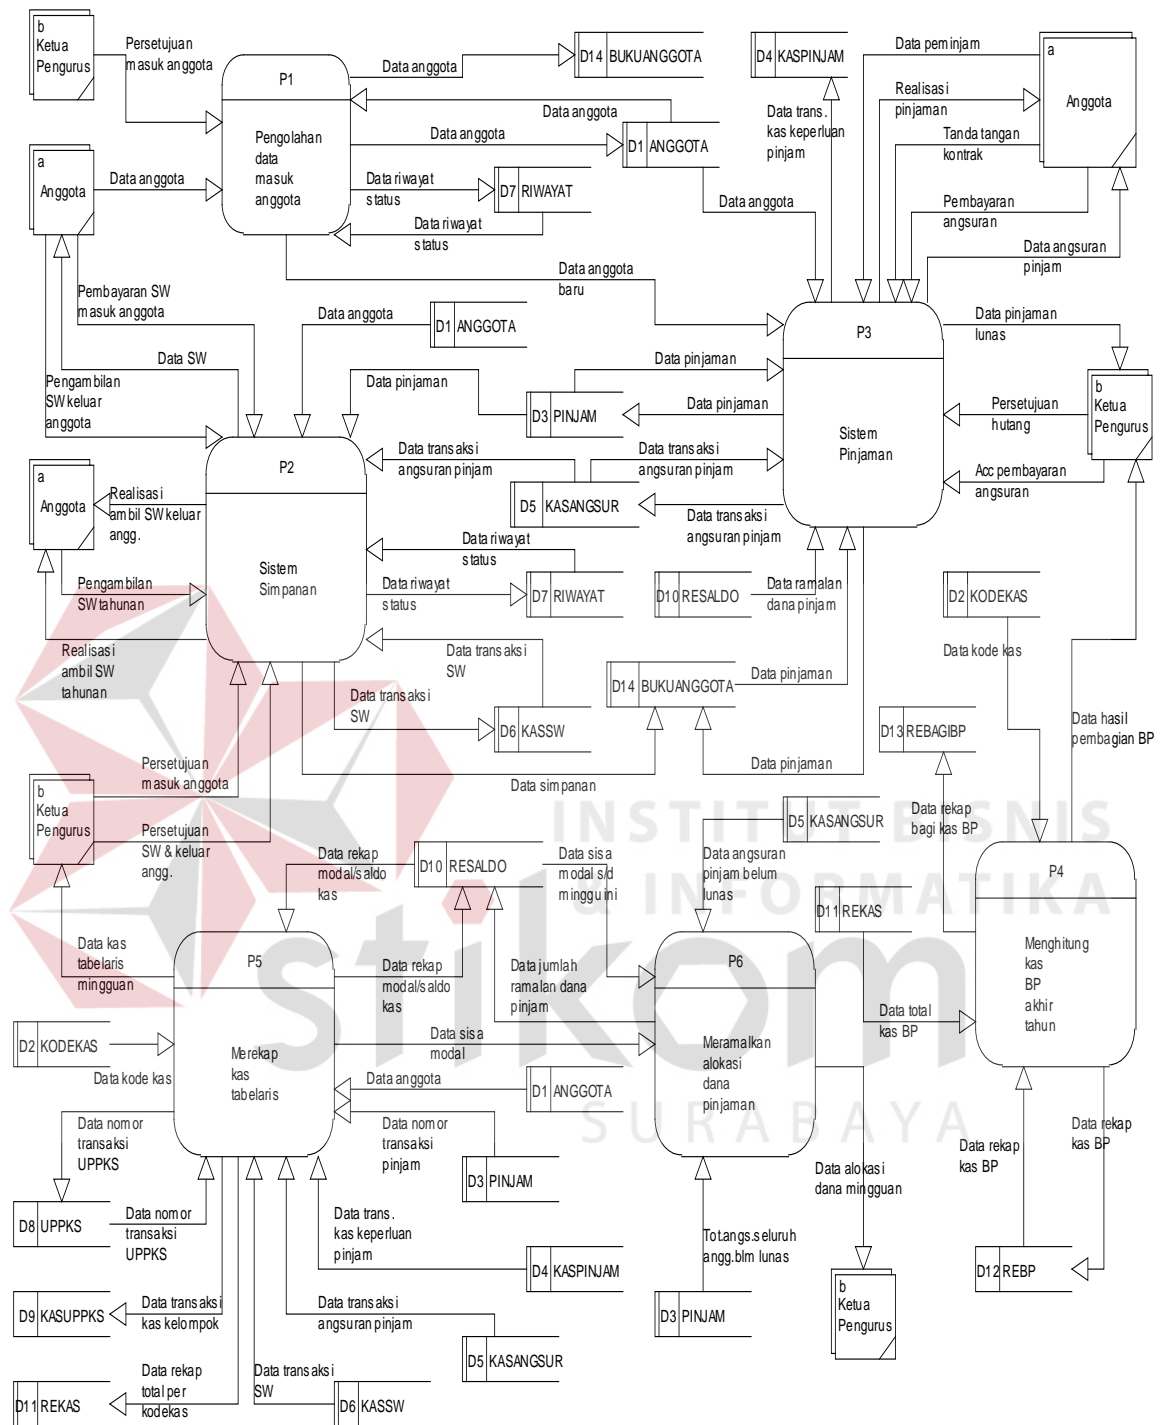 b
Ketua
Pengurus
Persetujuan
masuk anggota
P1
Pengolahan
data
masuk
anggota
Data anggota
D14 BUKUANGGOTA
D4 KASPINJAM
Data peminjam
a
Anggota
Realisasi
pinjaman
Data anggota
Data anggota
D1 ANGGOTA
Data trans.
kas keperluan
pinjam
Tanda tangan
kontrak
a
Anggota
Data anggota
Data riwayat
status
D7 RIWAYAT
Data anggota
Pembayaran
angsuran
Data riwayat
status
Data angsuran
pinjam
Data anggota
baru
Pembayaran SW
masuk anggota
Data anggota
D1 ANGGOTA
P3
Sistem
Pinjaman
Data pinjaman
lunas
Data SW
Data pinjaman
Data pinjaman
Pengambilan
SW keluar
anggota
D3 PINJAM
Data pinjaman
Persetujuan
hutang
b
Ketua
Pengurus
P2
Sistem
Simpanan
Data transaksi
angsuran pinjam
Data transaksi
angsuran pinjam
Acc pembayaran
angsuran
a
Anggota
Realisasi
ambil SW keluar
angg.
D5 KASANGSUR
Data transaksi
angsuran pinjam
Data riwayat
status
Pengambilan
SW tahunan
Data riwayat
status
D7 RIWAYAT
D10 RESALDO
Data ramalan
dana pinjam
D2 KODEKAS
Realisasi
ambil SW
tahunan
Data transaksi
SW
Data kode kas
D14 BUKUANGGOTA
Data pinjaman
Data transaksi
SW
D6 KASSW
D13 REBAGIBP
Data hasil
pembagian BP
Persetujuan
masuk anggota
Data simpanan
Data pinjaman
b
Ketua
Pengurus
Persetujuan
SW & keluar
angg.
INSTITUT BISNIS
& INFORMATIKA
stikom
SURABAYA
D5 KASANGSUR
Data rekap
bagi kas BP
Data rekap
modal/saldo
kas
D10 RESALDO
Data sisa
modal s/d
minggu ini
Data angsuran
pinjam belum
lunas
P4
Menghitung
kas
BP
akhir
tahun
D11 REKAS
Data kas
tabelaris
mingguan
P5
Merekap
kas
tabelaris
Data rekap
modal/saldo
kas
Data jumlah
ramalan dana
pinjam
P6
Meramalkan
alokasi
dana
pinjaman
Data total
kas BP
D2 KODEKAS
Data kode kas
Data sisa
modal
Data anggota
D1 ANGGOTA
Data nomor
transaksi
UPPKS
Data nomor
transaksi
pinjam
D3 PINJAM
Data rekap
kas BP
Data rekap
kas BP
Data alokasi
dana mingguan
D8 UPPKS
Data nomor
transaksi
UPPKS
Data trans.
kas keperluan
pinjam
D4 KASPINJAM
Tot.angs.seluruh
angg.blm lunas
D12 REBP
D9 KASUPPKS
Data transaksi
kas kelompok
Data transaksi
angsuran pinjam
D3 PINJAM
b
Ketua
Pengurus
D5 KASANGSUR
D11 REKAS
Data rekap
total per
kodekas
Data transaksi
SW
D6 KASSW